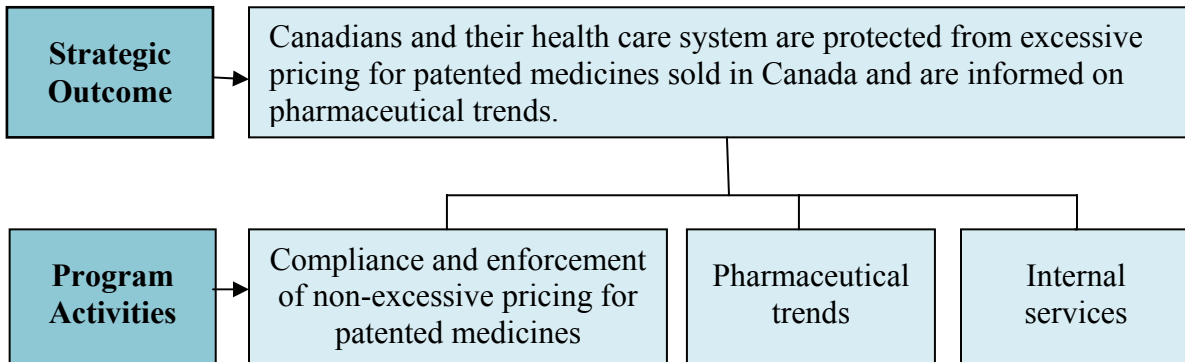 Strategic
Outcome
Canadians and their health care system are protected from excessive
pricing for patented medicines sold in Canada and are informed on
pharmaceutical trends.
Program
Activities
Compliance and enforcement
of non-excessive pricing for
patented medicines
Pharmaceutical
trends
Internal
services